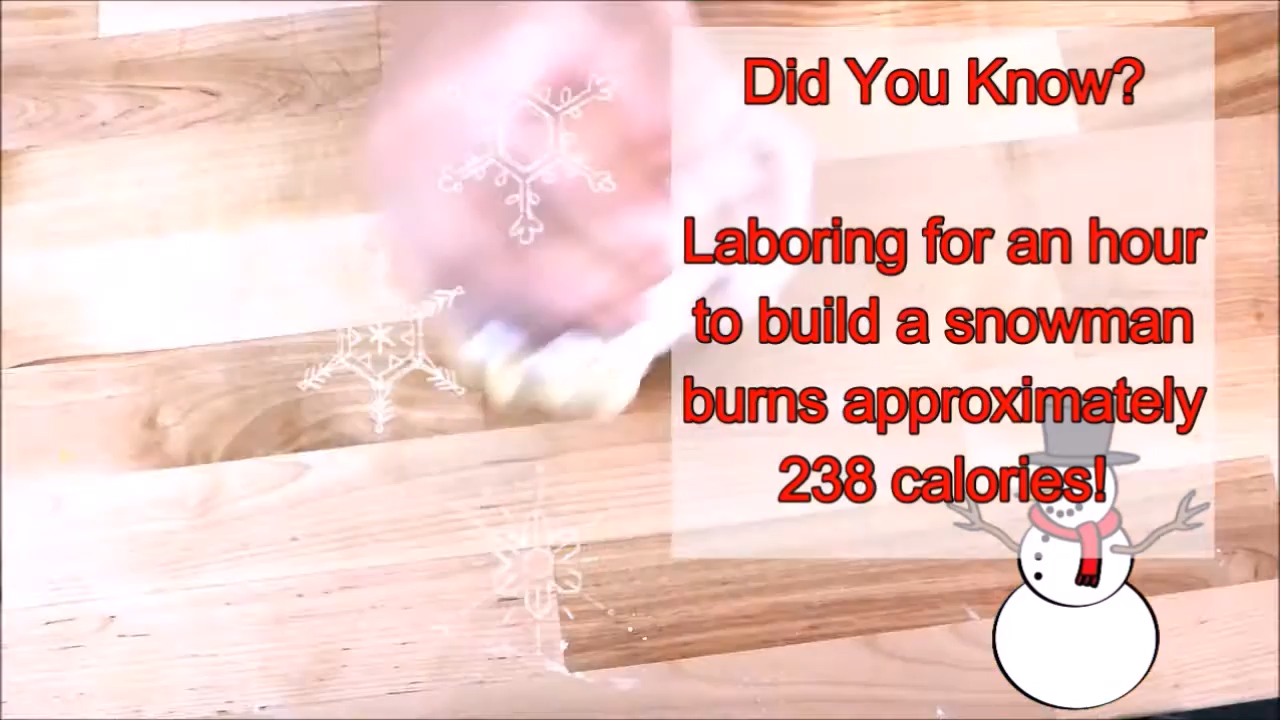 Did You Know?
Laboring for an hour
to build a snowman
burns approximately
238 calories!